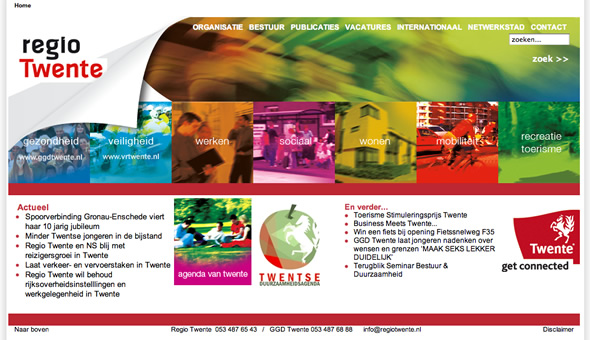 Home
ORGANISATIE BESTUUR PUBLICATIES VACATURES INTERNATIONAAL NETWERKSTAD CONTACT
zoeken...
zoek >>
regio
Twente
gezondheid
www.ggdtwente.nl
veiligheid
www.vrtwente.nl
werken
sociaal
wonen
mobiliteit
recreatie
toerisme
Actueel
Spoorverbinding Gronau-Enschede viert
haar 10 jarig jubileum
Minder Twentse jongeren in de bijstand
Regio Twente en NS blij met
reizigersgroei in Twente
Laat verkeer- en vervoerstaken in Twente
Regio Twente wil behoud
rijksoverheidsinstelllingen en
werkgelegenheid in Twente
agenda van twente
TWENTSE
DUURZAAMHEIDSAGENDA
En verder...
Toerisme Stimuleringsprijs Twente
Business Meets Twente...
Win een fiets bij opening Fietssnelweg F35
GGD Twente laat jongeren nadenken over
wensen en grenzen 'MAAK SEKS LEKKER
DUIDELIJK'
Terugblik Seminar Bestuur &
Duurzaamheid
Twente
get connected
Naar boven
Regio Twente 053 487 65 43 / GGD Twente 053 487 68 88 info@regiotwente.nl
Disclaimer